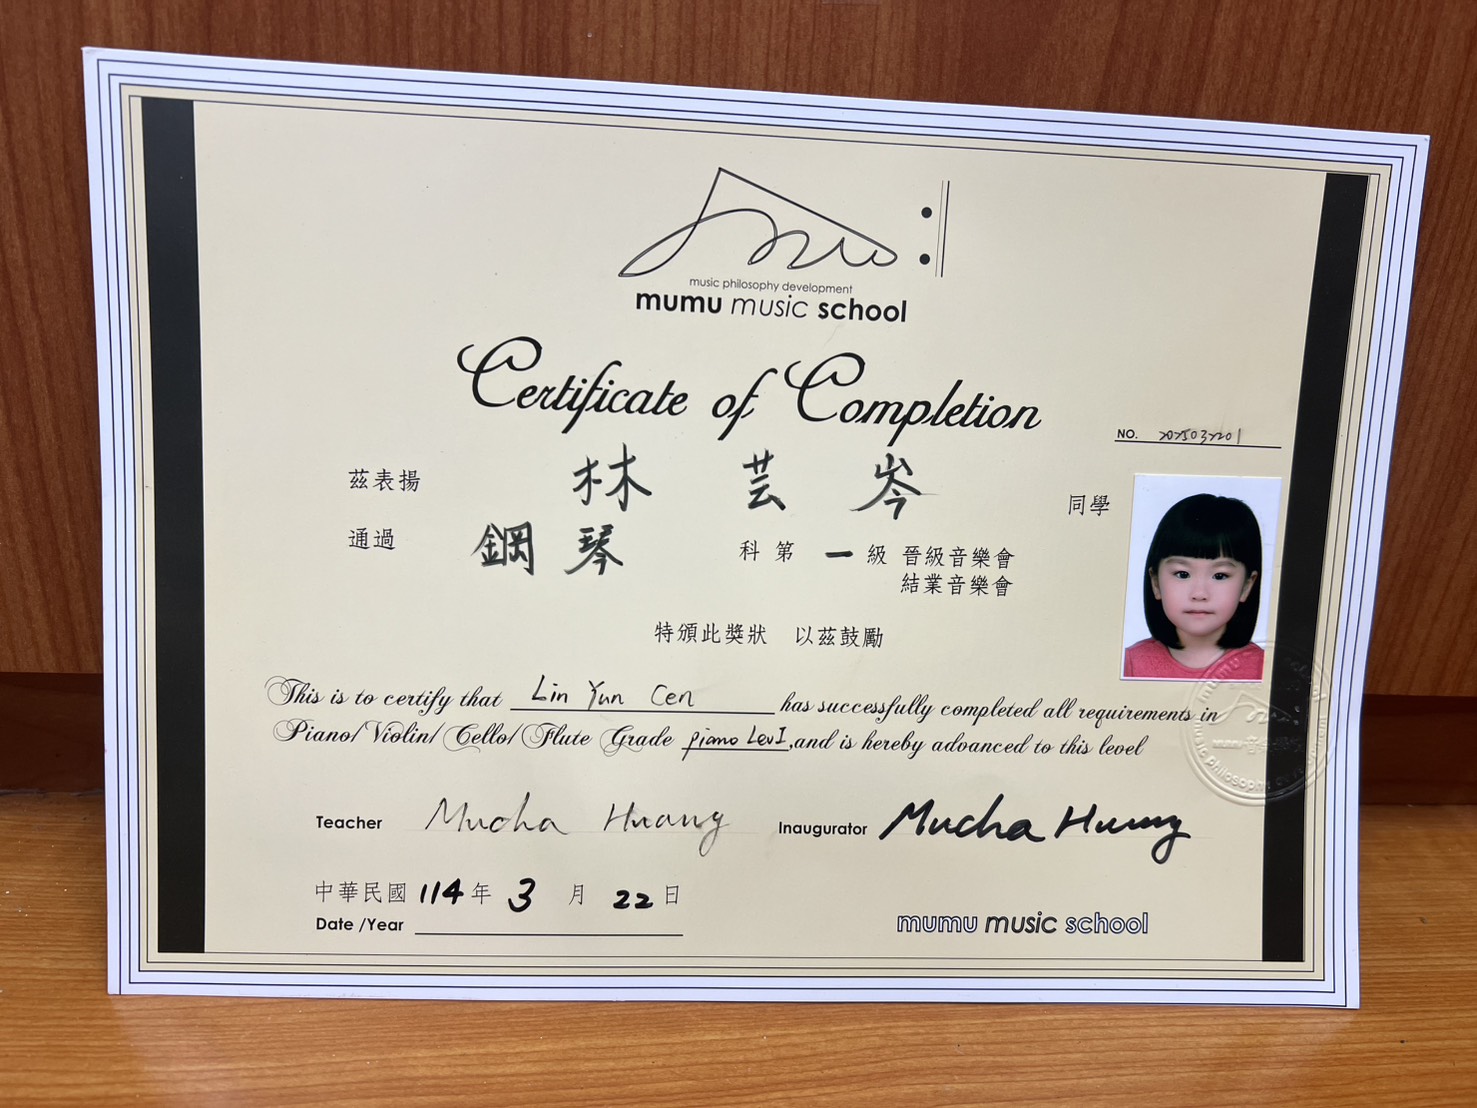 music philosophy development
mumu music school
Certificate of Completion
NO. 2025032201
茲表揚 林芸岑 同學
通過 鋼琴 科第 一 級 晉級音樂會
結業音樂會
特頒此獎狀 以茲鼓勵
This is to certify that Lin Yun Cen has successfully completed all requirements in
Piano/Violin/Cello/Flute Grade piano Lev I, and is hereby advanced to this level
Teacher Mucha Huang Inaugurator Mucha Huang
中華民國 114 年 3 月 22 日
Date /Year
mumu music school